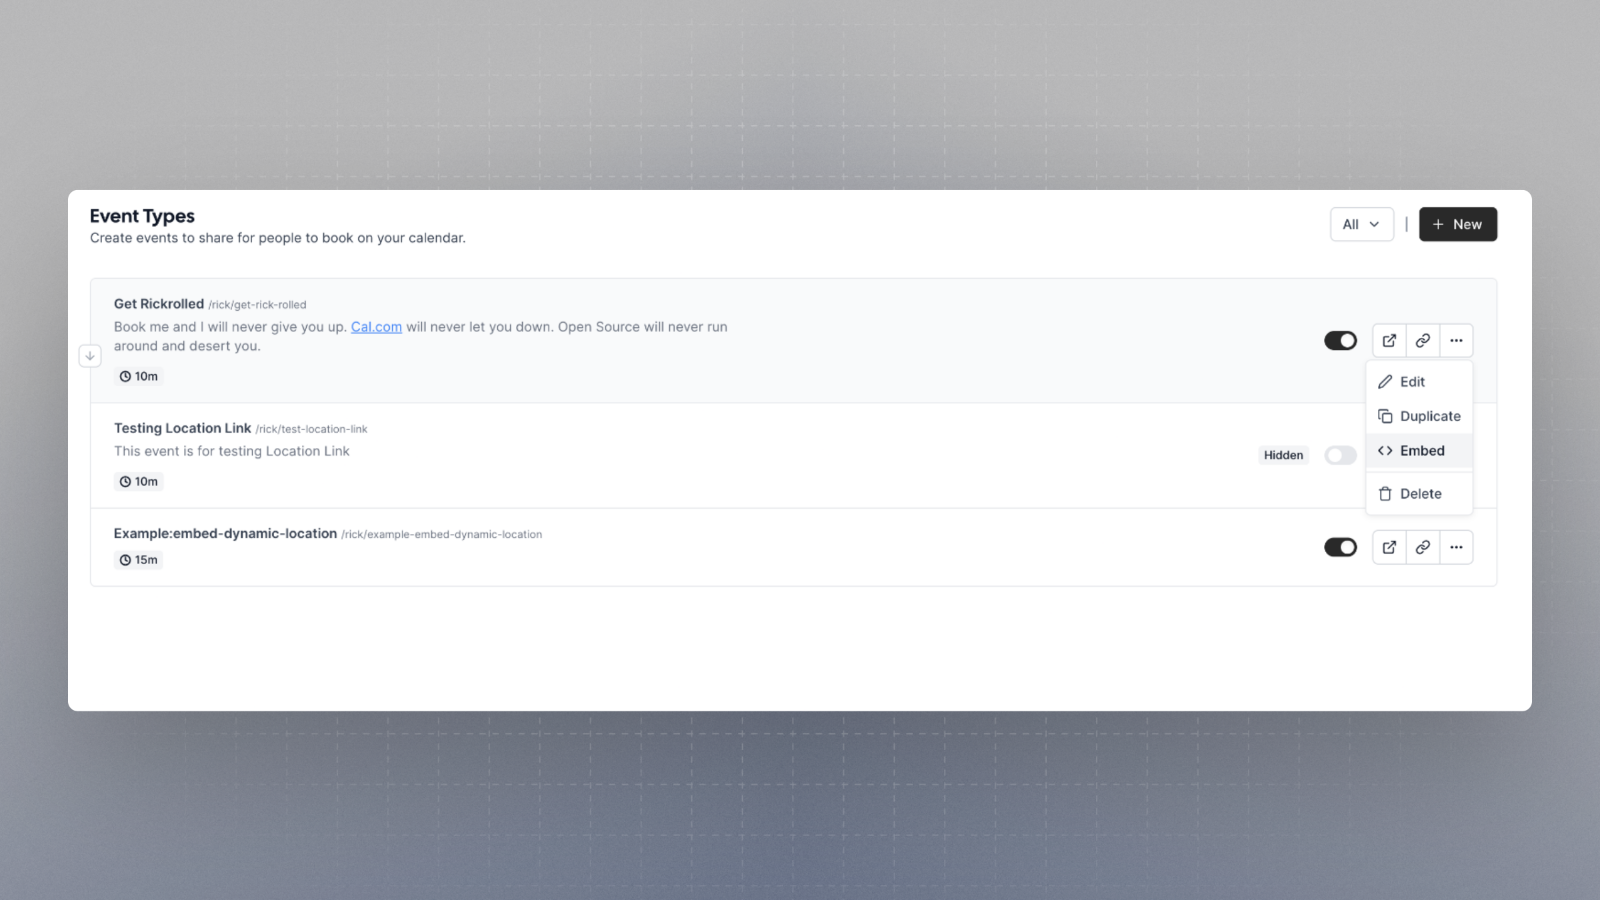 Event Types
Create events to share for people to book on your calendar.
All
New
Get Rickrolled /rick/get-rick-rolled
Book me and I will never give you up. Cal.com will never let you down. Open Source will never run
around and desert you.
10m
Edit
Duplicate
Embed
Delete
Testing Location Link /rick/test-location-link
This event is for testing Location Link
10m
Hidden
Example:embed-dynamic-location /rick/example-embed-dynamic-location
15m